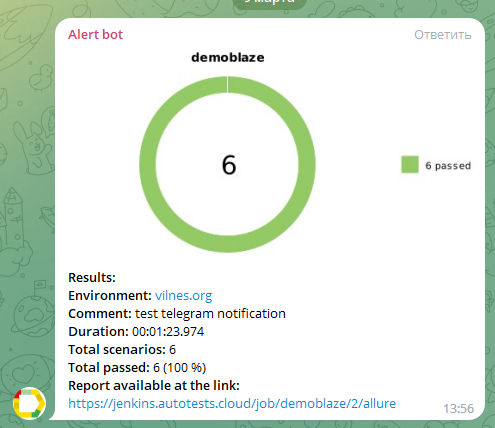 9 марта
Alert bot
Ответить
demoblaze
6
6 passed
Results:
Environment: vilnes.org
Comment: test telegram notification
Duration: 00:01:23.974
Total scenarios: 6
Total passed: 6 (100 %)
Report available at the link:
https://jenkins.autotests.cloud/job/demoblaze/2/allure
13:56